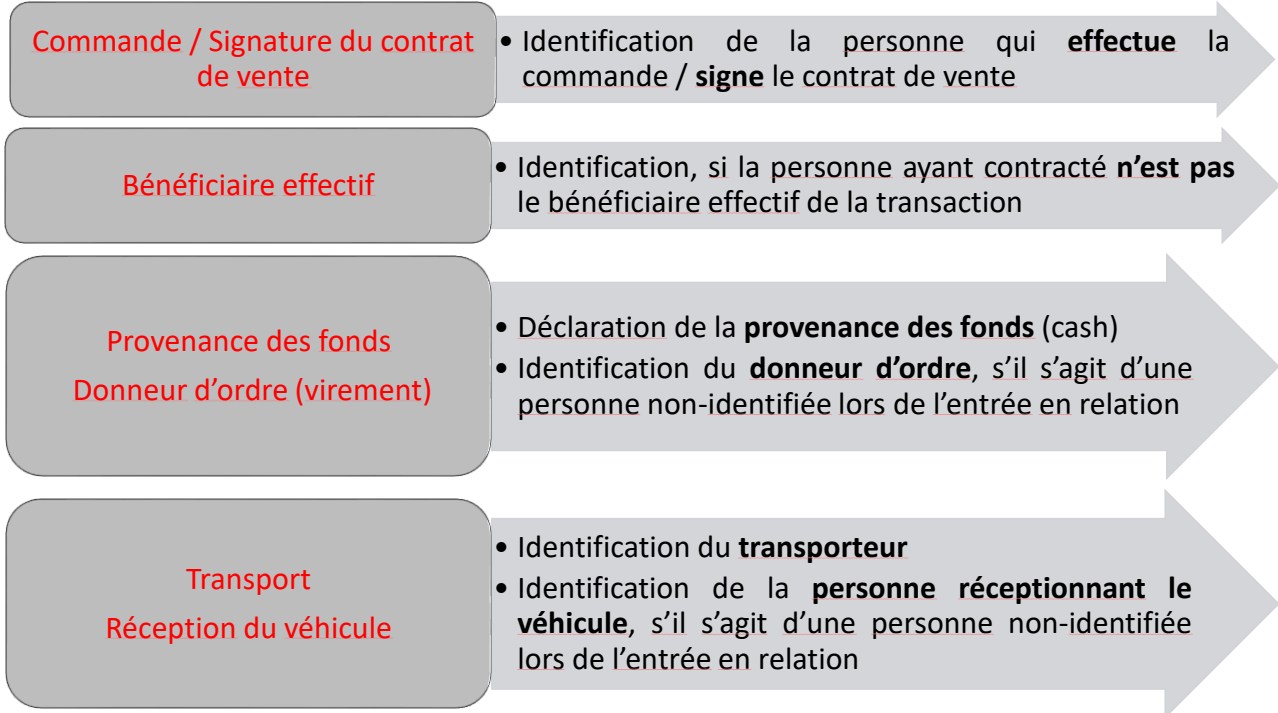 Commande / Signature du contrat
de vente
• Identification de la personne qui effectue la
commande / signe le contrat de vente
Bénéficiaire effectif
• Identification, si la personne ayant contracté n’est pas
le bénéficiaire effectif de la transaction
Provenance des fonds
Donneur d’ordre (virement)
• Déclaration de la provenance des fonds (cash)
• Identification du donneur d’ordre, s’il s’agit d’une
personne non-identifiée lors de l’entrée en relation
Transport
Réception du véhicule
• Identification du transporteur
• Identification de la personne réceptionnant le
véhicule, s’il s’agit d’une personne non-identifiée
lors de l’entrée en relation